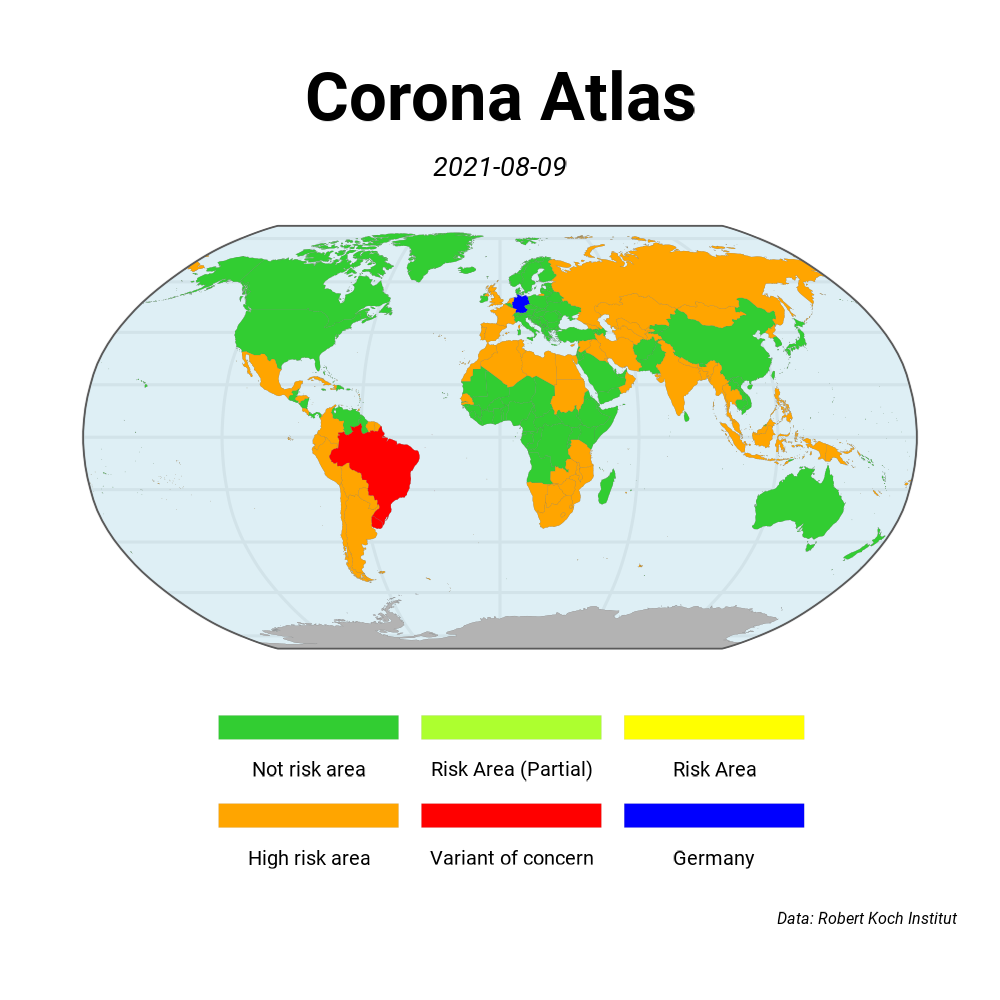 Corona Atlas
2021-08-09
Not risk area
Risk Area (Partial)
Risk Area
High risk area
Variant of concern
Germany
Data: Robert Koch Institut